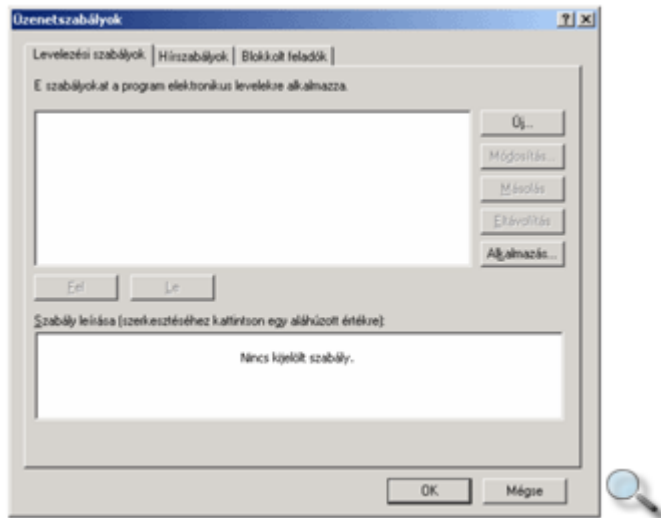 Üzenetszabályok
Levelezési szabályok Hírszabályok Blokkolt feladók
E szabályokat a program elektronikus levelekre alkalmazza.
Új...
Módosítás...
Másolás
Eltávolítás
Alkalmazás...
Fel Le
Szabály leírása (szerkesztéséhez kattintson egy aláhúzott értékre):
Nincs kijelölt szabály.
OK Mégse